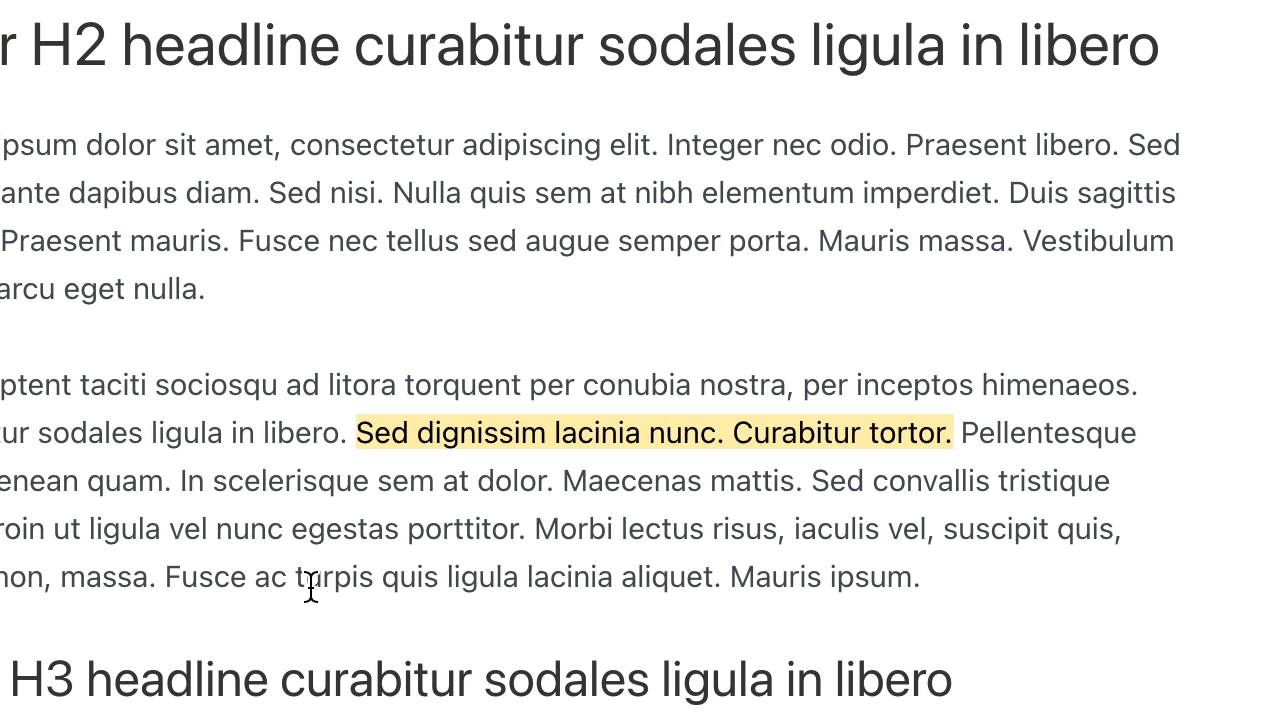 r H2 headline curabitur sodales ligula in libero
psum dolor sit amet, consectetur adipiscing elit. Integer nec odio. Praesent libero. Sed
ante dapibus diam. Sed nisi. Nulla quis sem at nibh elementum imperdiet. Duis sagittis
Praesent mauris. Fusce nec tellus sed augue semper porta. Mauris massa. Vestibulum
arcu eget nulla.
ptent taciti sociosqu ad litora torquent per conubia nostra, per inceptos himenaeos.
tur sodales ligula in libero. Sed dignissim lacinia nunc. Curabitur tortor. Pellentesque
enean quam. In scelerisque sem at dolor. Maecenas mattis. Sed convallis tristique
roin ut ligula vel nunc egestas porttitor. Morbi lectus risus, iaculis vel, suscipit quis,
non, massa. Fusce ac turpis quis ligula lacinia aliquet. Mauris ipsum.
H3 headline curabitur sodales ligula in libero